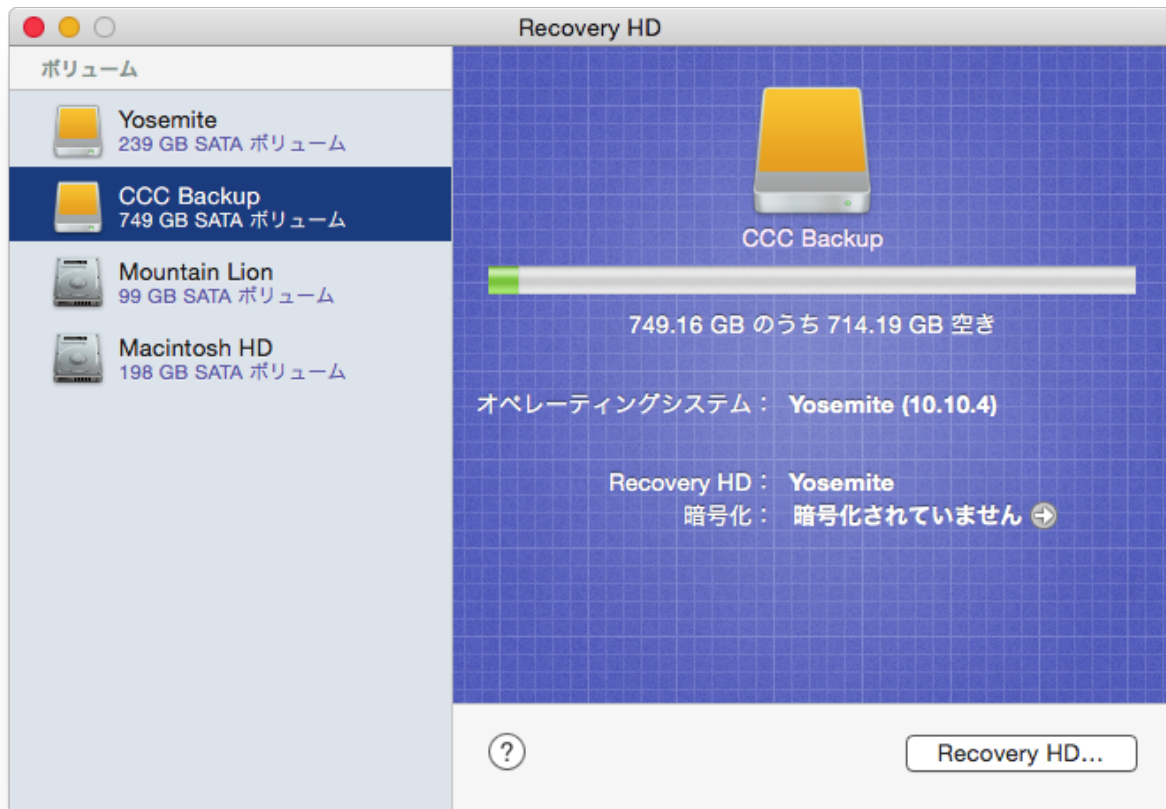 Recovery HD
ボリューム
Yosemite
239 GB SATA ボリューム
CCC Backup
749 GB SATA ボリューム
Mountain Lion
99 GB SATA ボリューム
Macintosh HD
198 GB SATA ボリューム
CCC Backup
749.16 GB のうち 714.19 GB 空き
オペレーティングシステム： Yosemite (10.10.4)
Recovery HD： Yosemite
暗号化： 暗号化されていません
?
Recovery HD...